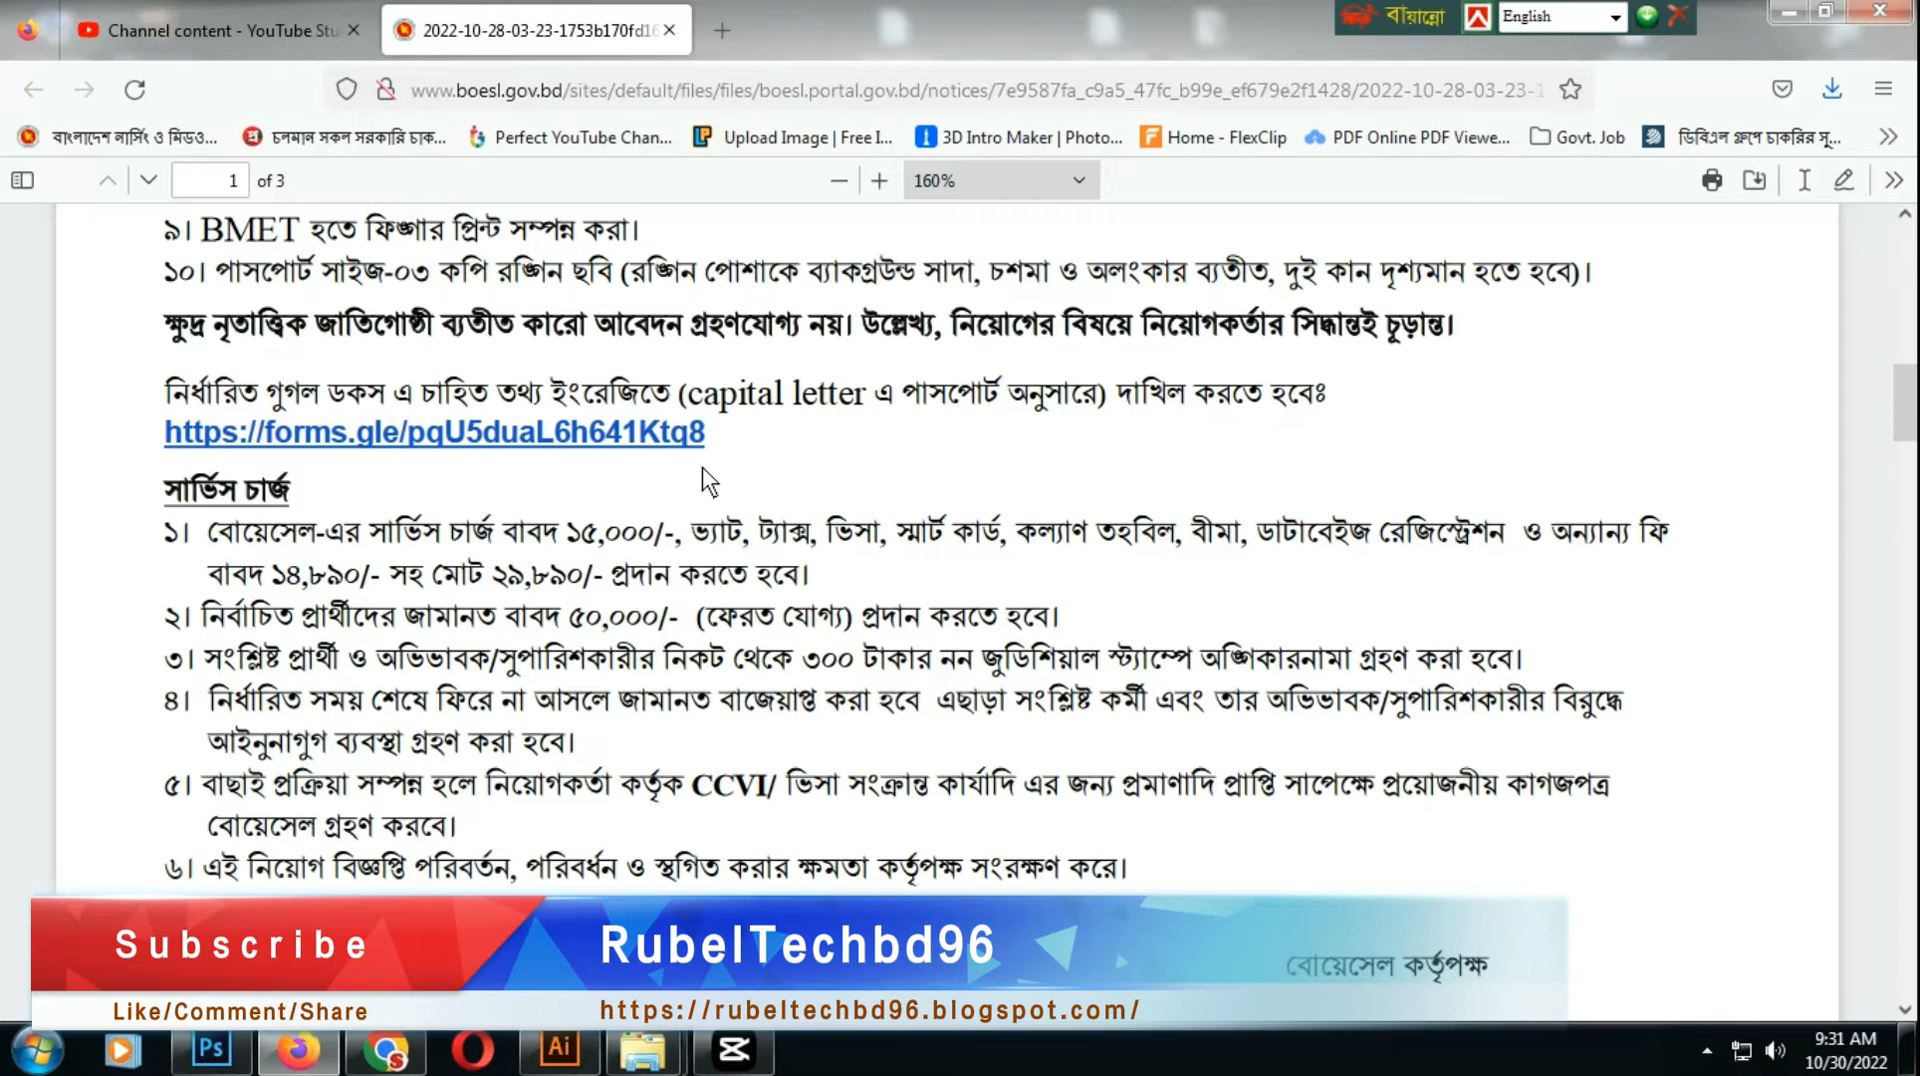 Channel content - YouTube Stu
2022-10-28-03-23-1753b170fd16
বায়ান্নো
English
www.boesl.gov.bd/sites/default/files/files/boesl.portal.gov.bd/notices/7e9587fa_c9a5_47fc_b99e_ef679e2f1428/2022-10-28-03-23-1
বাংলাদেশ নার্সিং ও মিডও...
চলমান সকল সরকারি চাক...
Perfect YouTube Chan...
Upload Image | Free I...
3D Intro Maker | Photo...
Home - FlexClip
PDF Online PDF Viewe...
Govt. Job
ডিবিএল গ্রুপে চাকরির সূ...
1 of 3
160%
৯। BMET হতে ফিঙ্গার প্রিন্ট সম্পন্ন করা।
১০। পাসপোর্ট সাইজ-০৩ কপি রঙ্গিন ছবি (রঙ্গিন পোশাকে ব্যাকগ্রউন্ড সাদা, চশমা ও অলংকার ব্যতীত, দুই কান দৃশ্যমান হতে হবে)।
ক্ষুদ্র নৃতাত্ত্বিক জাতিগোষ্ঠী ব্যতীত কারো আবেদন গ্রহণযোগ্য নয়। উল্লেখ্য, নিয়োগের বিষয়ে নিয়োগকর্তার সিদ্ধান্তই চূড়ান্ত।
নির্ধারিত গুগল ডকস এ চাহিত তথ্য ইংরেজিতে (capital letter এ পাসপোর্ট অনুসারে) দাখিল করতে হবেঃ
https://forms.gle/pqU5duaL6h641Ktq8
সার্ভিস চার্জ
১। বোয়েসেল-এর সার্ভিস চার্জ বাবদ ১৫,০০০/-, ভ্যাট, ট্যাক্স, ভিসা, স্মার্ট কার্ড, কল্যাণ তহবিল, বীমা, ডাটাবেইজ রেজিস্ট্রেশন ও অন্যান্য ফি
বাবদ ১৪,৮৯০/- সহ মোট ২৯,৮৯০/- প্রদান করতে হবে।
২। নির্বাচিত প্রার্থীদের জামানত বাবদ ৫০,০০০/- (ফেরত যোগ্য) প্রদান করতে হবে।
৩। সংশ্লিষ্ট প্রার্থী ও অভিভাবক/সুপারিশকারীর নিকট থেকে ৩০০ টাকার নন জুডিশিয়াল স্ট্যাম্পে অঙ্গিকারনামা গ্রহণ করা হবে।
৪। নির্ধারিত সময় শেষে ফিরে না আসলে জামানত বাজেয়াপ্ত করা হবে এছাড়া সংশ্লিষ্ট কর্মী এবং তার অভিভাবক/সুপারিশকারীর বিরুদ্ধে
আইনুনাগুগ ব্যবস্থা গ্রহণ করা হবে।
৫। বাছাই প্রক্রিয়া সম্পন্ন হলে নিয়োগকর্তা কর্তৃক CCVI/ ভিসা সংক্রান্ত কার্যাদি এর জন্য প্রমাণাদি প্রাপ্তি সাপেক্ষে প্রয়োজনীয় কাগজপত্র
বোয়েসেল গ্রহণ করবে।
৬। এই নিয়োগ বিজ্ঞপ্তি পরিবর্তন, পরিবর্ধন ও স্থগিত করার ক্ষমতা কর্তৃপক্ষ সংরক্ষণ করে।
Subscribe
RubelTechbd96
বোয়েসেল কর্তৃপক্ষ
Like/Comment/Share
https://rubeltechbd96.blogspot.com/
Ps
Ai
9:31 AM
10/30/2022